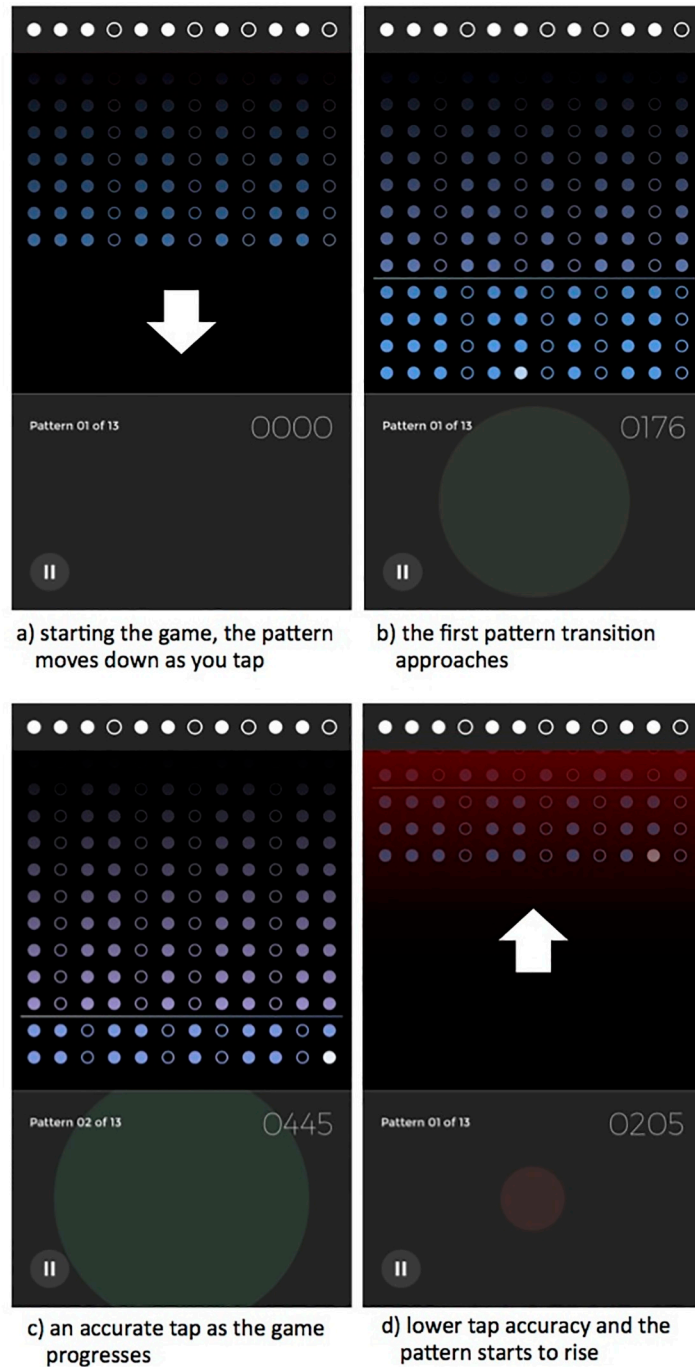 Pattern 01 of 13
0000
a) starting the game, the pattern
moves down as you tap
Pattern 01 of 13
0176
b) the first pattern transition
approaches
Pattern 02 of 13
0445
c) an accurate tap as the game
progresses
Pattern 01 of 13
0205
d) lower tap accuracy and the
pattern starts to rise